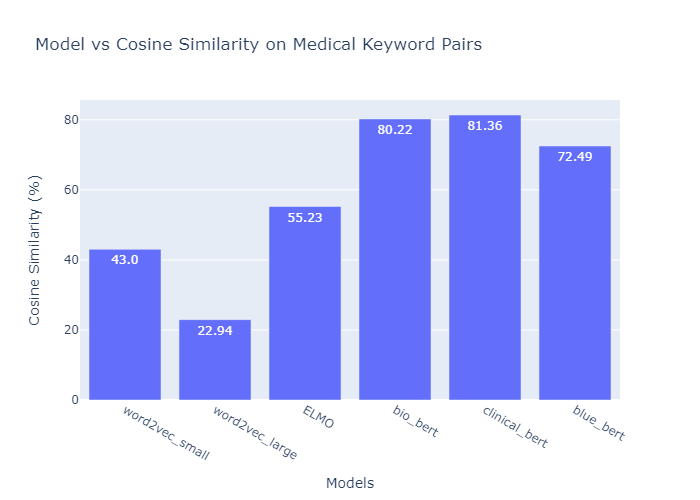 Model vs Cosine Similarity on Medical Keyword Pairs
Cosine Similarity (%)
80
60
40
20
0
43.0
22.94
55.23
80.22
81.36
72.49
word2vec_small
word2vec_large
ELMO
bio_bert
clinical_bert
blue_bert
Models